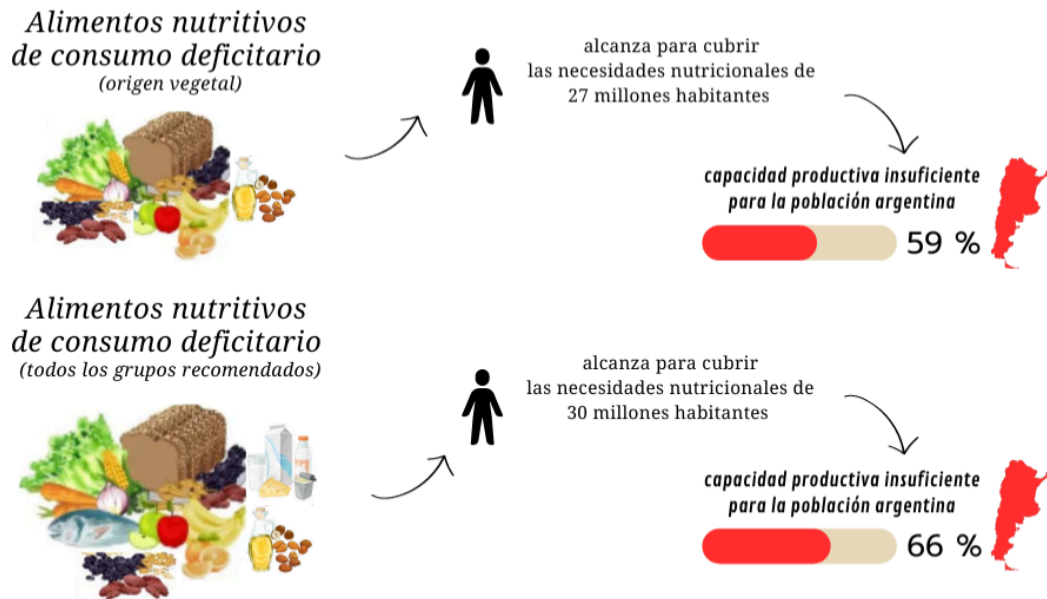 Alimentos nutritivos
de consumo deficitario
(origen vegetal)
alcanza para cubrir
las necesidades nutricionales de
27 millones habitantes
capacidad productiva insuficiente
para la población argentina
59 %
Alimentos nutritivos
de consumo deficitario
(todos los grupos recomendados)
alcanza para cubrir
las necesidades nutricionales de
30 millones habitantes
capacidad productiva insuficiente
para la población argentina
66 %